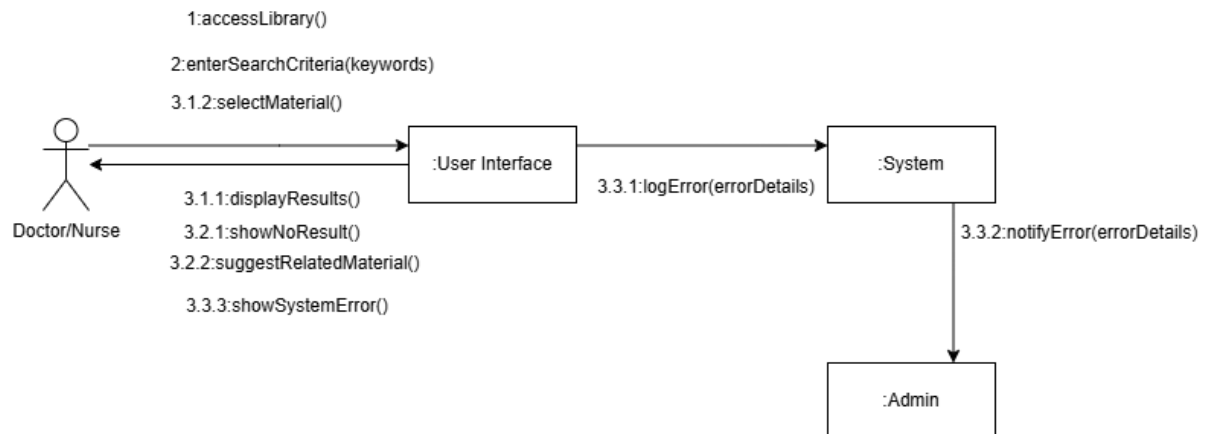 1:accessLibrary()
2:enterSearchCriteria(keywords)
3.1.2:selectMaterial()
Doctor/Nurse
:User Interface
:System
3.1.1:displayResults()
3.2.1:showNoResult()
3.2.2:suggestRelatedMaterial()
3.3.3:showSystemError()
3.3.1:logError(errorDetails)
3.3.2:notifyError(errorDetails)
:Admin